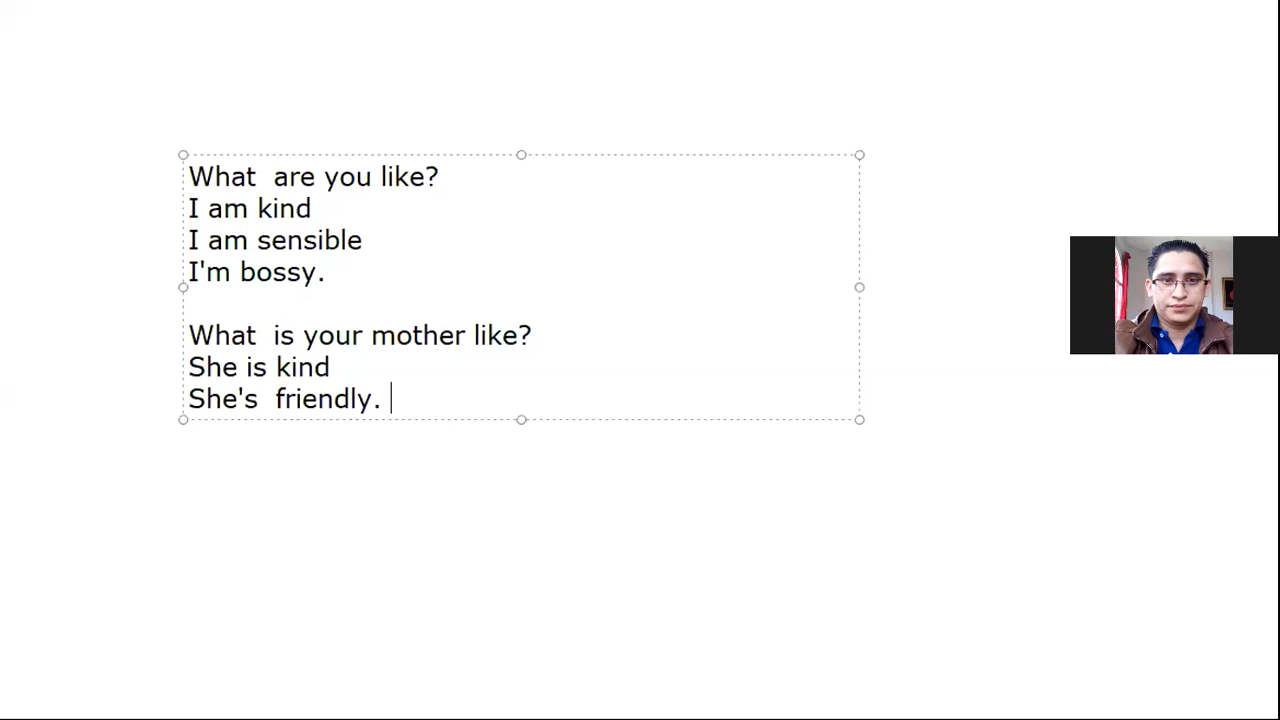 What  are you like?
I am kind
I am sensible
I'm bossy.
What  is your mother like?
She is kind
She's  friendly.